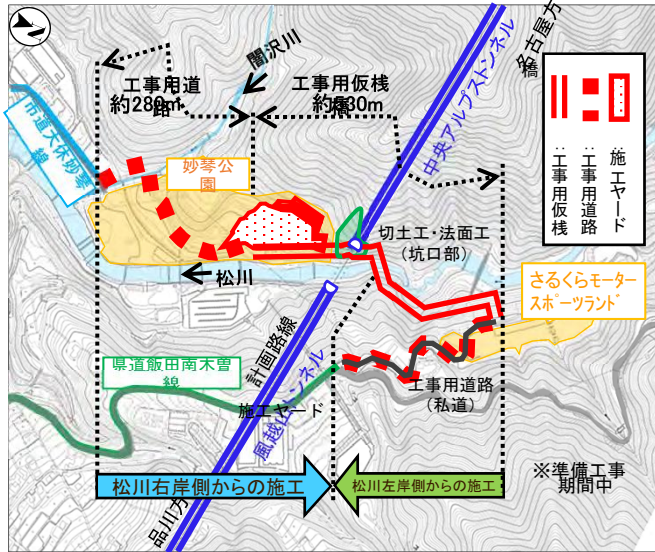 工事用道路
約280m
闇沢川
工事用仮桟橋
約530m
名古屋方
中央アルプストンネル
市道大休妙琴線
妙琴公園
切土工・法面工
(坑口部)
施工ヤード
:工事用道路
:工事用仮桟
松川
さるくらモーター
スポーツランド
県道飯田南木曽線
計画路線
施工ヤード
風越山トンネル
工事用道路
(私道)
松川右岸側からの施工
松川左岸側からの施工
品川方
※準備工事
期間中